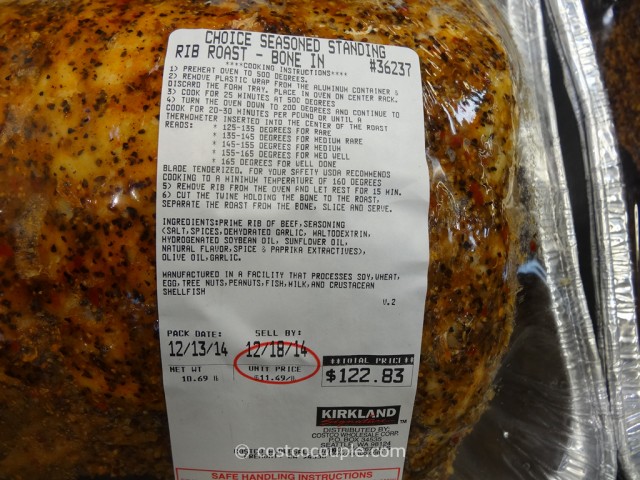 CHOICE SEASONED STANDING
RIB ROAST - BONE IN #36237
****COOKING INSTRUCTIONS****
1) PREHEAT OVEN TO 500 DEGREES.
2) REMOVE PLASTIC WRAP FROM THE ALUMINUM CONTAINER &
DISCARD THE FOAM TRAY. PLACE IN OVEN ON CENTER RACK.
3) COOK FOR 25 MINUTES AT 500 DEGREES
4) TURN THE OVEN DOWN TO 200 DEGREES AND CONTINUE TO
COOK FOR 20-30 MINUTES PER POUND OR UNTIL A
THERMOMETER INSERTED INTO THE CENTER OF THE ROAST
READS: * 125-135 DEGREES FOR RARE
* 135-145 DEGREES FOR MEDIUM RARE
* 145-155 DEGREES FOR MEDIUM
* 155-165 DEGREES FOR MED WELL
* 165 DEGREES FOR WELL DONE
BLADE TENDERIZED. FOR YOUR SAFETY USDA RECOMMENDS
COOKING TO A MINIMUM TEMPERATURE OF 160 DEGREES
5) REMOVE RIB FROM THE OVEN AND LET REST FOR 15 MIN.
6) CUT THE TWINE HOLDING THE BONE TO THE ROAST,
SEPARATE THE ROAST FROM THE BONE, SLICE AND SERVE.
INGREDIENTS:PRIME RIB OF BEEF,SEASONING
(SALT,SPICES,DEHYDRATED GARLIC, MALTODEXTRIN,
HYDROGENATED SOYBEAN OIL, SUNFLOWER OIL,
NATURAL FLAVOR,SPICE & PAPRIKA EXTRACTIVES),
OLIVE OIL,GARLIC.
MANUFACTURED IN A FACILITY THAT PROCESSES SOY,WHEAT,
EGG,TREE NUTS,PEANUTS,FISH,MILK,AND CRUSTACEAN
SHELLFISH
V.2
PACK DATE: SELL BY:
12/13/14 12/18/14 **TOTAL PRICE**
NET WT UNIT PRICE $122.83
10.69 lb $11.49/lb
KIRKLAND
DISTRIBUTED BY:
COSTCO WHOLESALE CORP.
P.O. BOX 34535
SEATTLE, WA 98124
© costcocouple.com
SAFE HANDLING INSTRUCTIONS